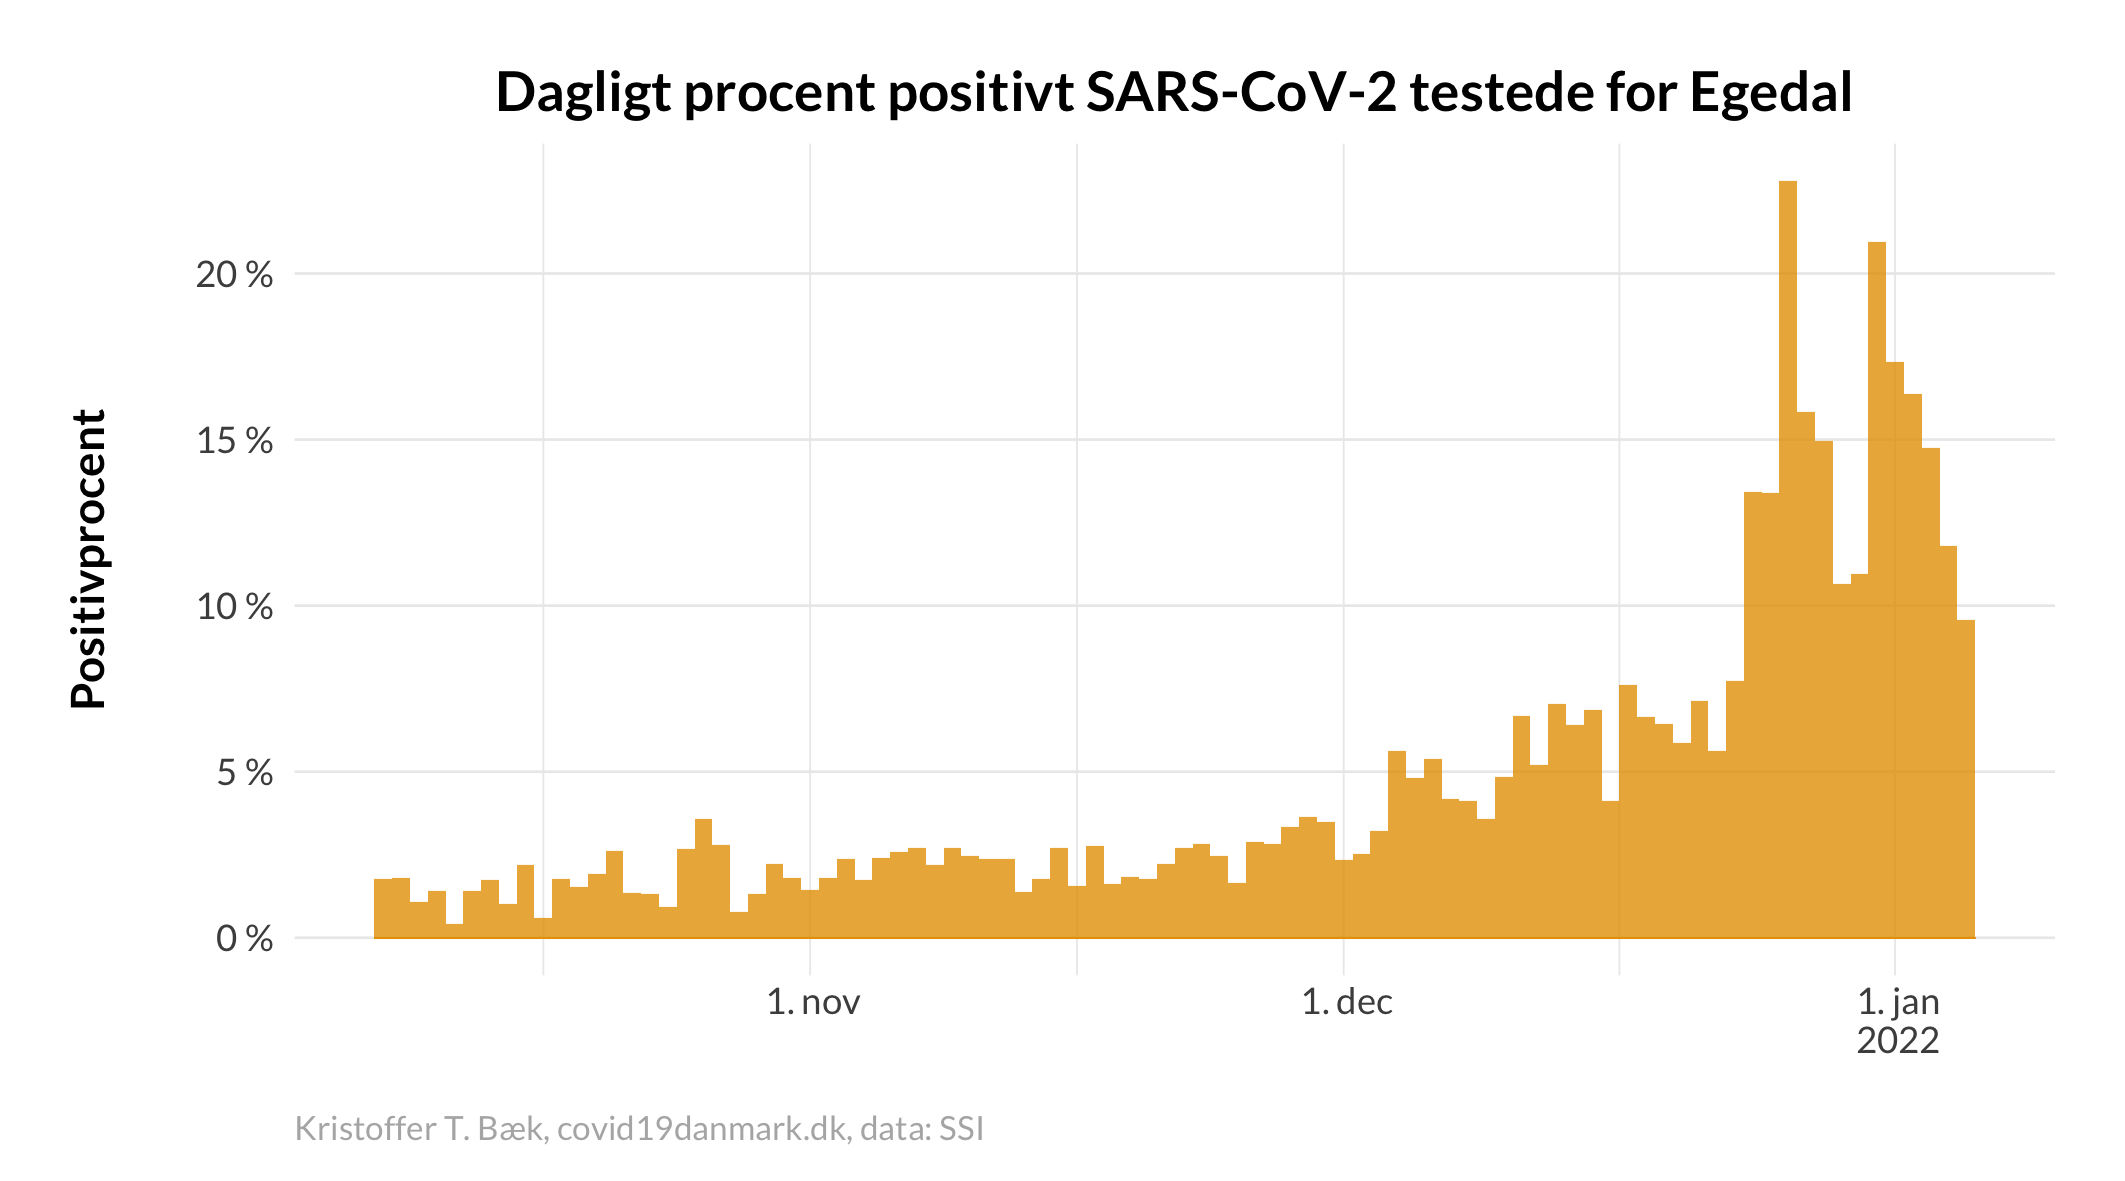 Dagligt procent positivt SARS-CoV-2 testede for Egedal
Positivprocent
20 %
15 %
10 %
5 %
0 %
1. nov
1. dec
1. jan
2022
Kristoffer T. Bæk, covid19danmark.dk, data: SSI